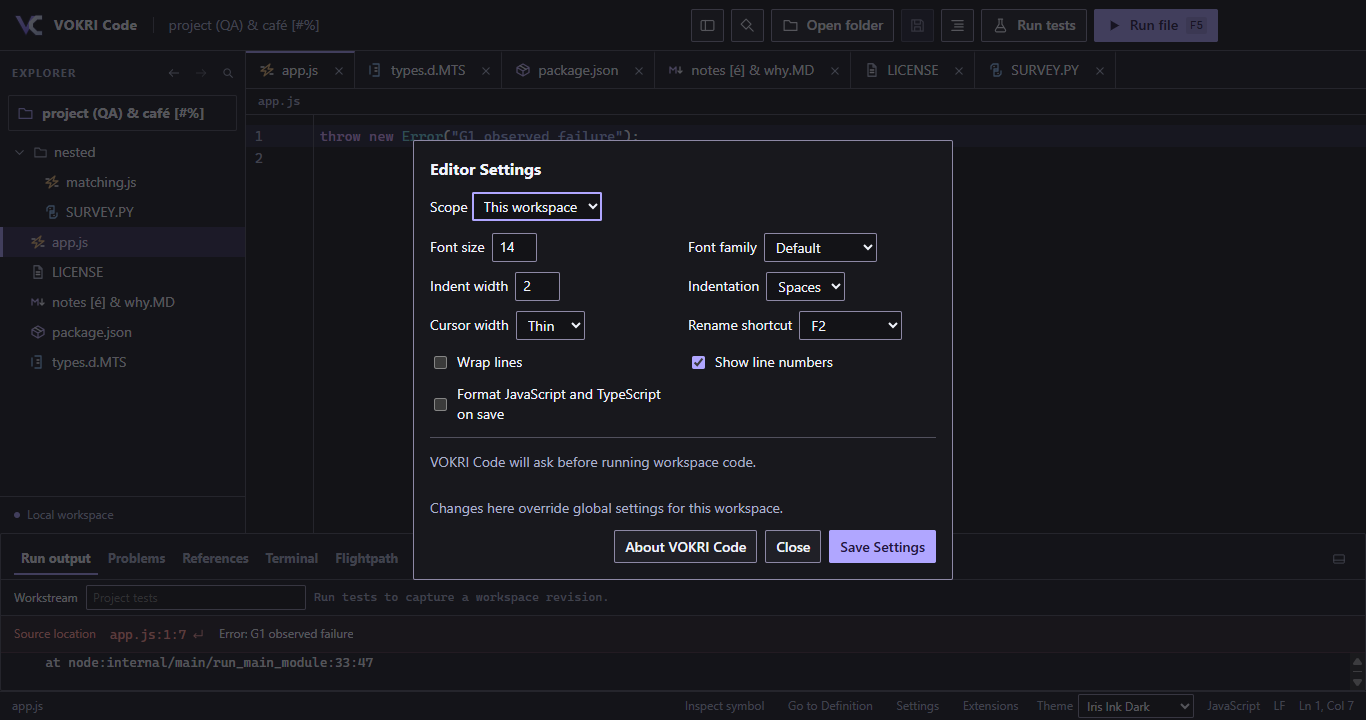 VOKRI Code
project (QA) & café [#%]
Open folder
Run tests
Run file F5
EXPLORER
app.js
types.d.MTS
package.json
notes [é] & why.MD
LICENSE
SURVEY.PY
project (QA) & café [#%]
nested
matching.js
SURVEY.PY
app.js
LICENSE
notes [é] & why.MD
package.json
types.d.MTS
Local workspace
app.js
1 throw new Error("G1 observed failure");
2
Editor Settings
Scope This workspace
Font size 14 Font family Default
Indent width 2 Indentation Spaces
Cursor width Thin Rename shortcut F2
Wrap lines Show line numbers
Format JavaScript and TypeScript
on save
VOKRI Code will ask before running workspace code.
Changes here override global settings for this workspace.
About VOKRI Code Close Save Settings
Run output Problems References Terminal Flightpath
Workstream Project tests Run tests to capture a workspace revision.
Source location app.js:1:7 ↵ Error: G1 observed failure
at node:internal/main/run_main_module:33:47
app.js Inspect symbol Go to Definition Settings Extensions Theme Iris Ink Dark JavaScript LF Ln 1, Col 7